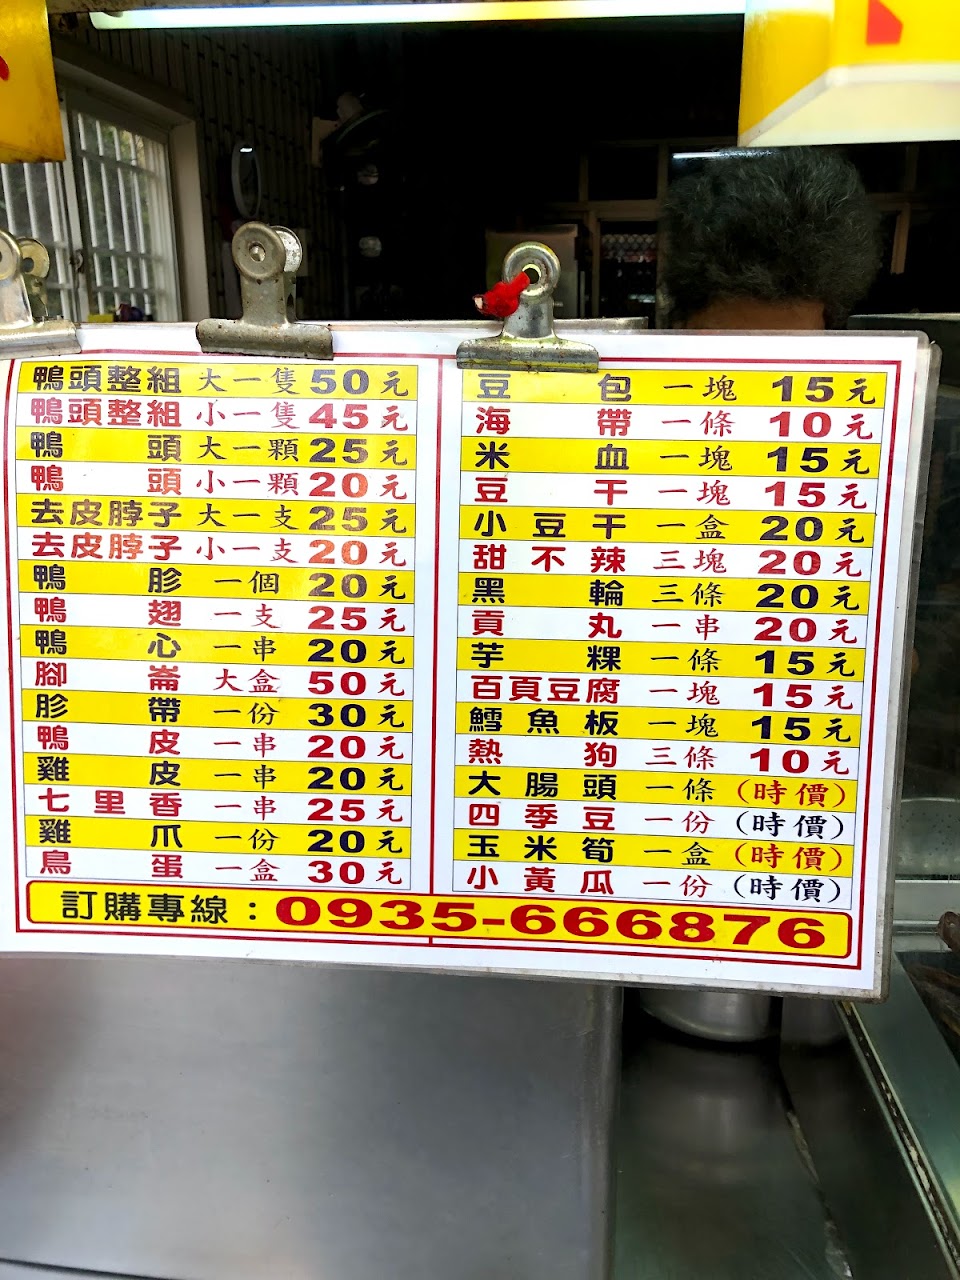 鴨頭整組 大一隻 50元
鴨頭整組 小一隻 45元
鴨頭 大一顆 25元
鴨頭 小一顆 20元
去皮脖子 大一支 25元
去皮脖子 小一支 20元
鴨胗 一個 20元
鴨翅 一支 25元
鴨心 一串 20元
腳崙 大盒 50元
胗帶 一份 30元
鴨皮 一串 20元
雞皮 一串 20元
七里香 一串 25元
雞爪 一份 20元
鳥蛋 一盒 30元
豆包 一塊 15元
海帶 一條 10元
米血 一塊 15元
豆干 一塊 15元
小豆干 一盒 20元
甜不辣 三塊 20元
黑輪 三條 20元
貢丸 一串 20元
芋粿 一條 15元
百頁豆腐 一塊 15元
鱈魚板 一塊 15元
熱狗 三條 10元
大腸頭 一條 (時價)
四季豆 一份 (時價)
玉米筍 一盒 (時價)
小黃瓜 一份 (時價)
訂購專線：0935-666876